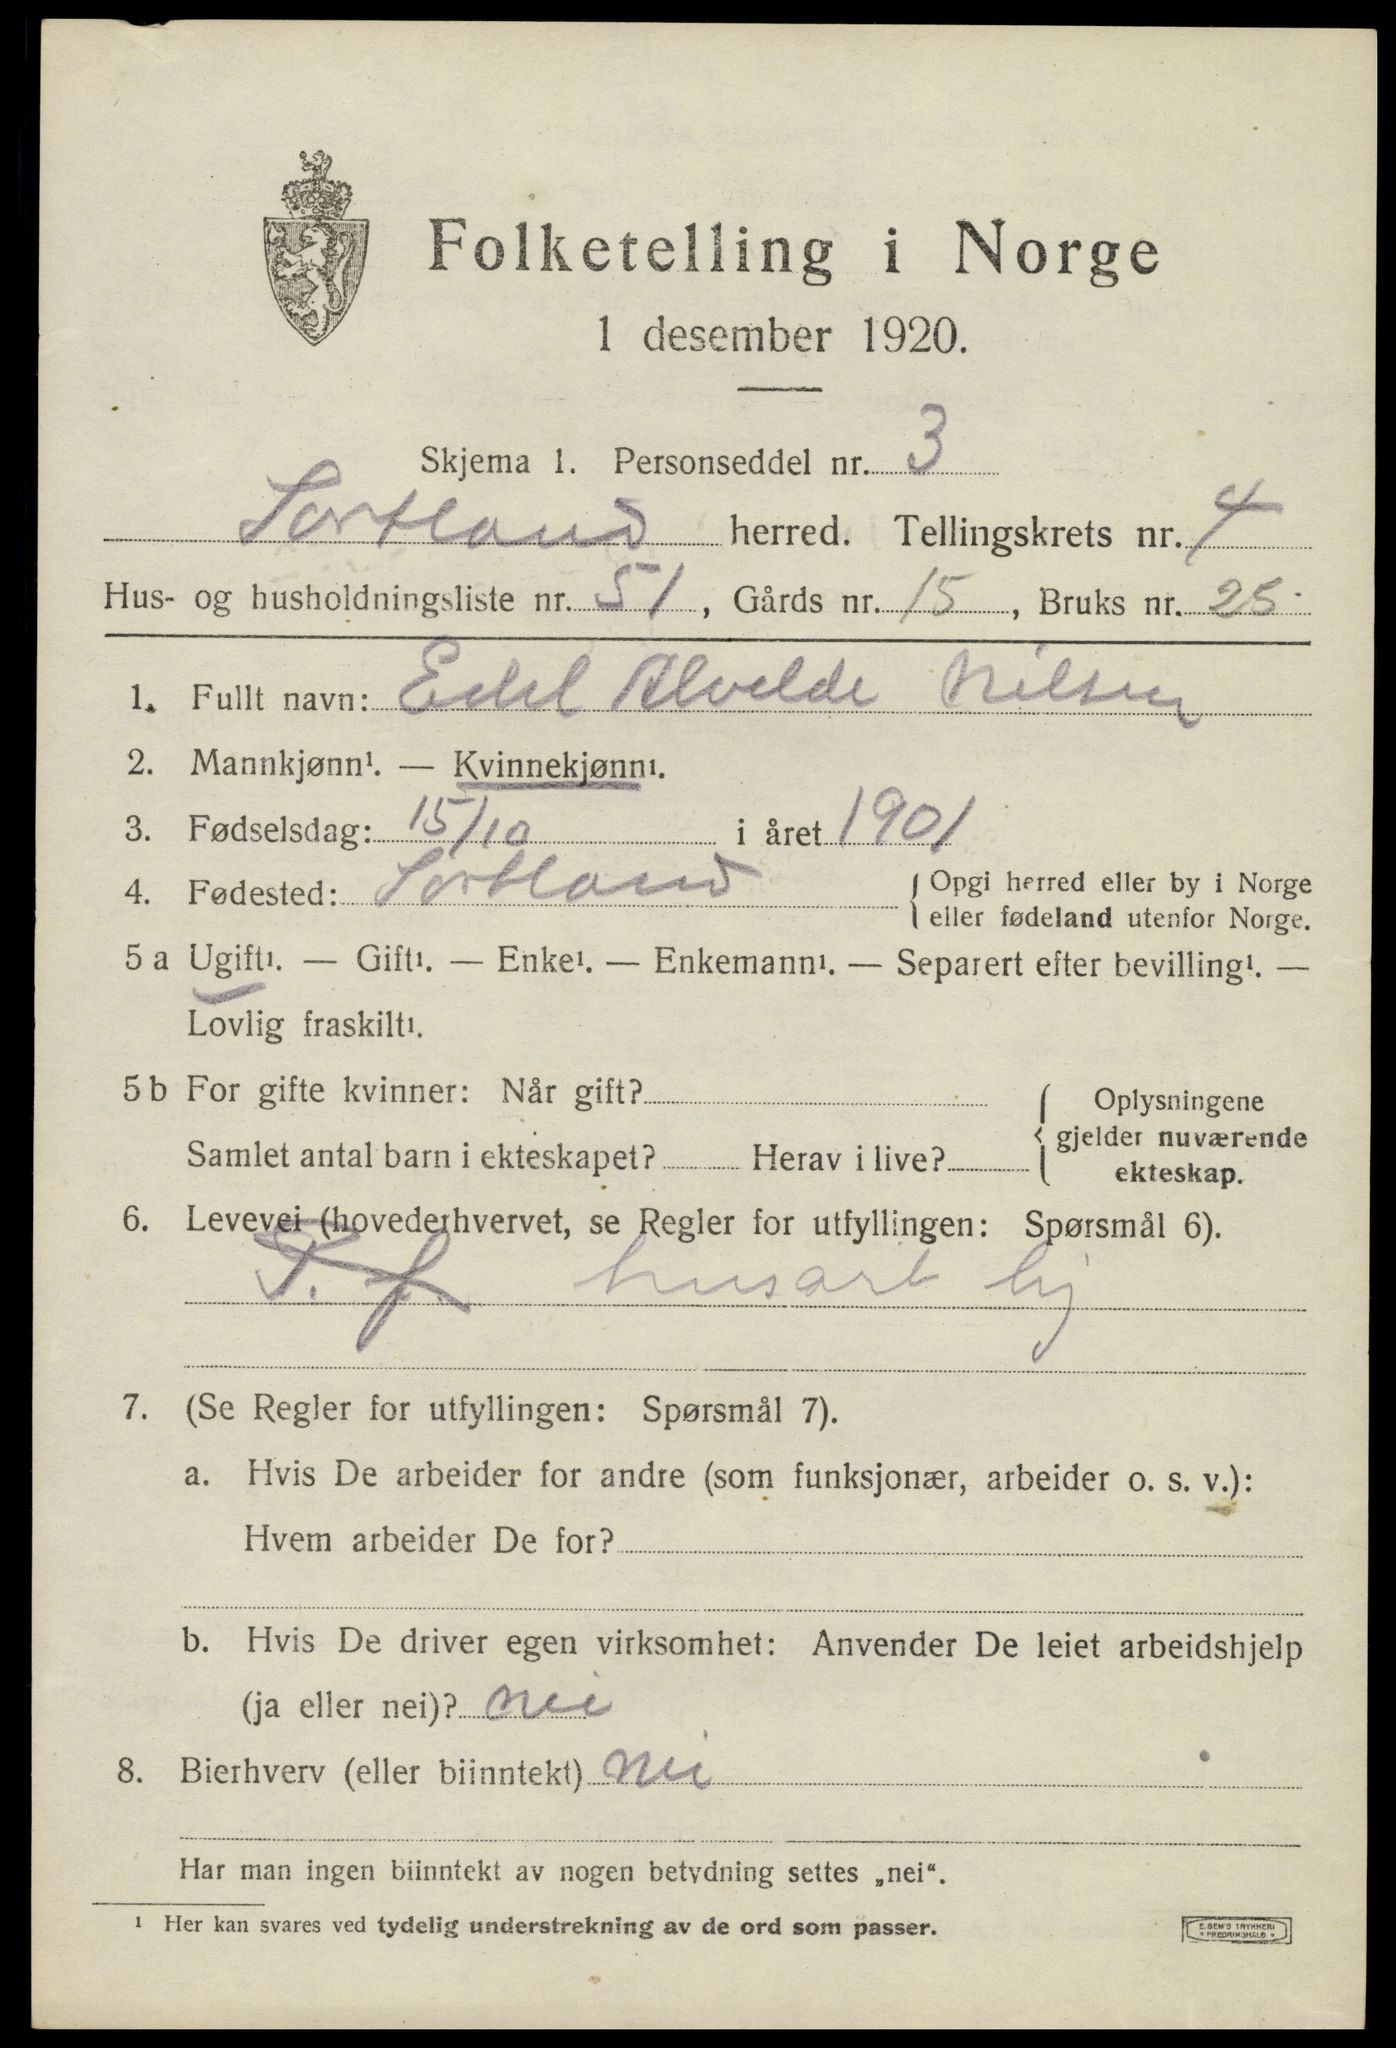 Folketelling i Norge
1 desember 1920.
Skjema 1. Personseddel nr. 3
Sortland herred. Tellingskrets nr. 4
Hus- og husholdningsliste nr. 51, Gårds nr. 15, Bruks nr. 25
1. Fullt navn: Edel Alvelde Nilsen
2. Mannkjønn¹. — Kvinnekjønn¹.
3. Fødselsdag: 15/10 i året 1901
4. Fødested: Sortland { Opgi herred eller by i Norge
eller fødeland utenfor Norge.
5 a Ugift¹. — Gift¹. — Enke¹. — Enkemann¹. — Separert efter bevilling¹. —
Lovlig fraskilt¹.
5 b For gifte kvinner: Når gift? { Oplysningene
gjelder nuværende
Samlet antal barn i ekteskapet? Herav i live?
ekteskap.
6. Levevei (hovederhvervet, se Regler for utfyllingen: Spørsmål 6).
T. f. husarb hj
7. (Se Regler for utfyllingen: Spørsmål 7).
a. Hvis De arbeider for andre (som funksjonær, arbeider o. s. v.):
Hvem arbeider De for?
b. Hvis De driver egen virksomhet: Anvender De leiet arbeidshjelp
(ja eller nei)? nei
8. Bierhverv (eller biinntekt) nei
Har man ingen biinntekt av nogen betydning settes „nei“.
¹ Her kan svares ved tydelig understrekning av de ord som passer.
E. SEM'S TRYKKERI
* FREDRIKSHALD *